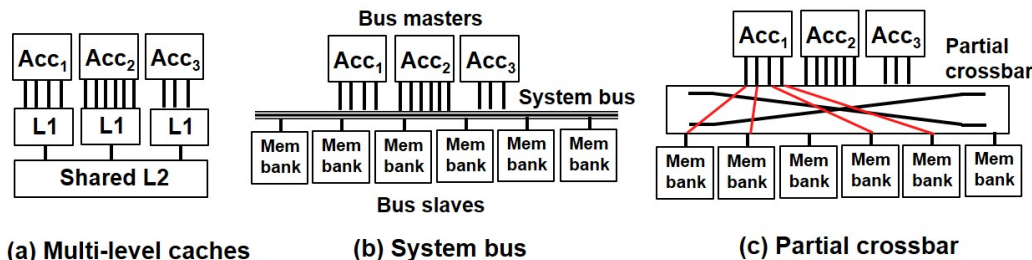 Acc1 Acc2 Acc3
L1 L1 L1
Shared L2
(a) Multi-level caches
Bus masters
Acc1 Acc2 Acc3
System bus
Mem bank Mem bank Mem bank Mem bank Mem bank Mem bank
Bus slaves
(b) System bus
Acc1 Acc2 Acc3
Partial
crossbar
Mem bank Mem bank Mem bank Mem bank Mem bank Mem bank
(c) Partial crossbar